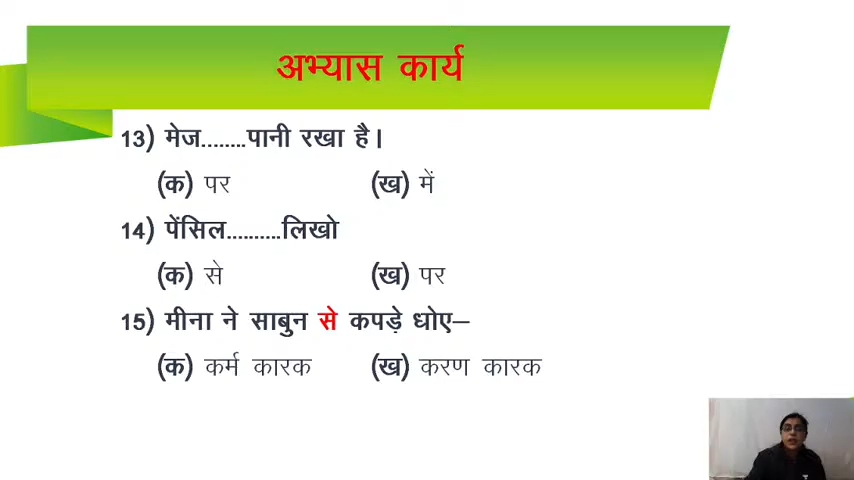 अभ्यास कार्य
13) मेज........पानी रखा है।
(क) पर (ख) में
14) पेंसिल..........लिखो
(क) से (ख) पर
15) मीना ने साबुन से कपड़े धोए–
(क) कर्म कारक (ख) करण कारक